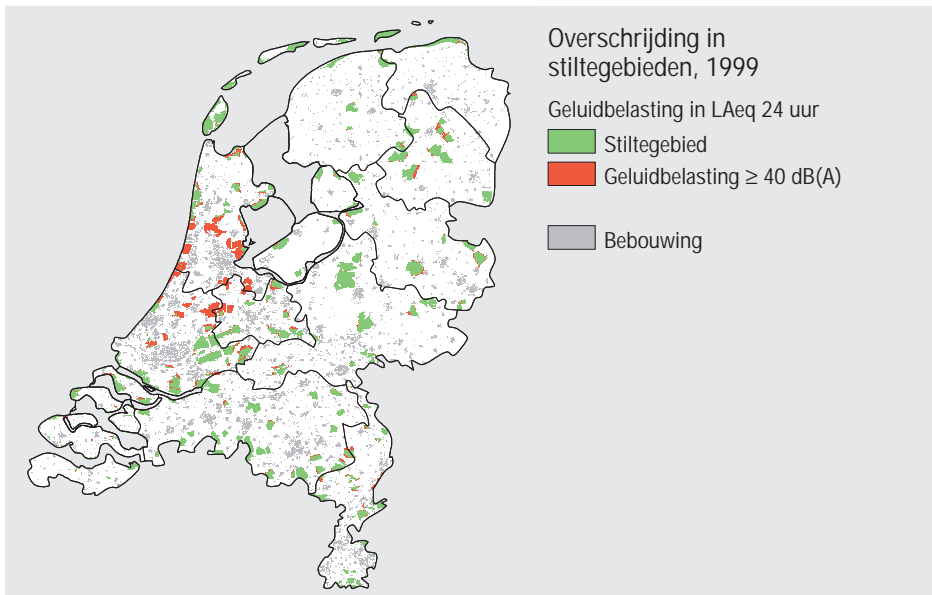 Overschrijding in
stiltegebieden, 1999
Geluidbelasting in LAeq 24 uur
Stiltegebied
Geluidbelasting ≥ 40 dB(A)
Bebouwing